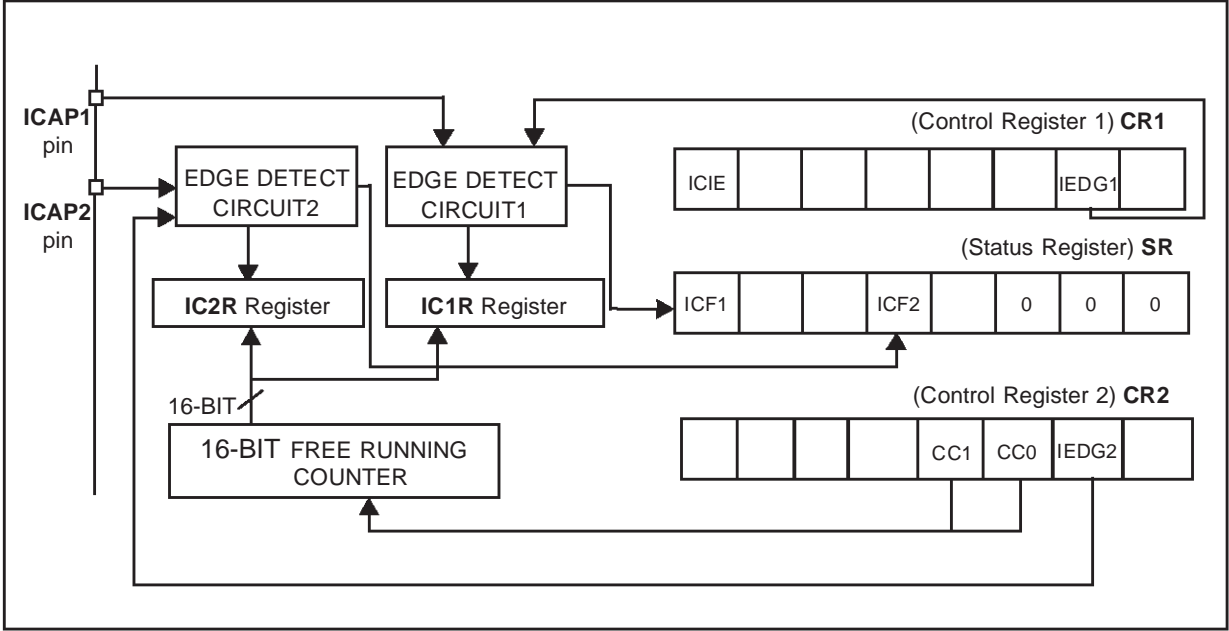 ICAP1
pin
ICAP2
pin
EDGE DETECT
CIRCUIT2
EDGE DETECT
CIRCUIT1
IC2R Register
IC1R Register
16-BIT
16-BIT FREE RUNNING
COUNTER
(Control Register 1) CR1
ICIE IEDG1
(Status Register) SR
ICF1 ICF2 0 0 0
(Control Register 2) CR2
CC1 CC0 IEDG2